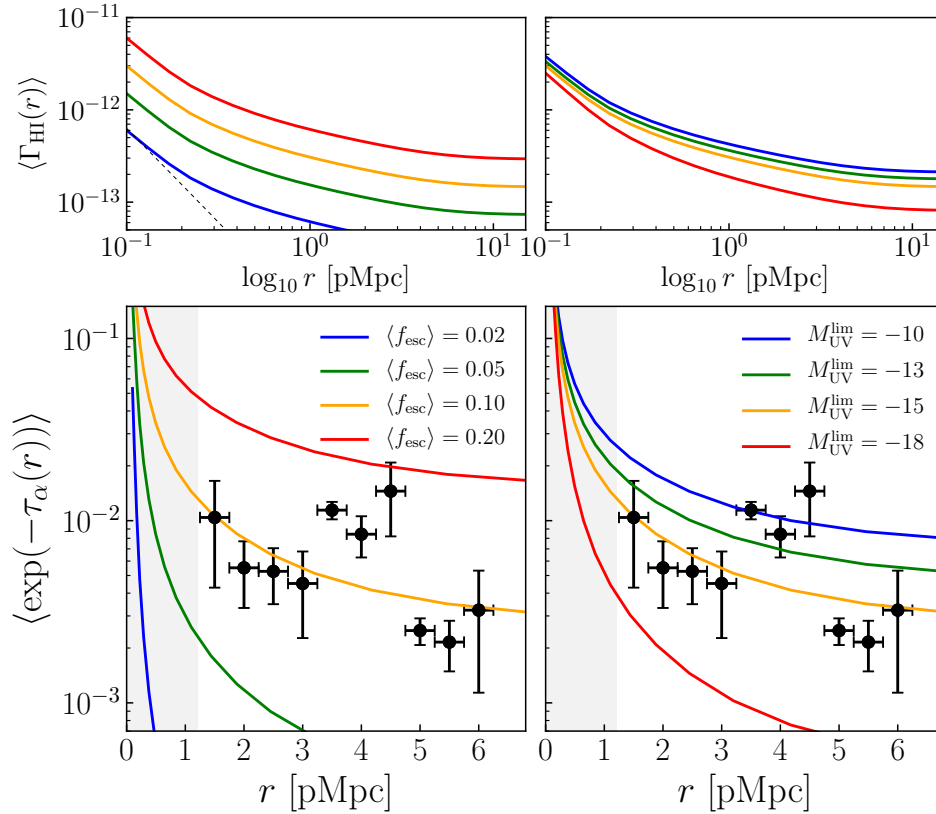 ⟨Γ_HI(r)⟩
10^−11
10^−12
10^−13
10^−1 10^0 10^1
log_10 r [pMpc]
10^−1 10^0 10^1
log_10 r [pMpc]
⟨exp(−τ_α(r))⟩
10^−1
10^−2
10^−3
⟨f_esc⟩ = 0.02
⟨f_esc⟩ = 0.05
⟨f_esc⟩ = 0.10
⟨f_esc⟩ = 0.20
0 1 2 3 4 5 6
r [pMpc]
M_UV^lim = −10
M_UV^lim = −13
M_UV^lim = −15
M_UV^lim = −18
0 1 2 3 4 5 6
r [pMpc]